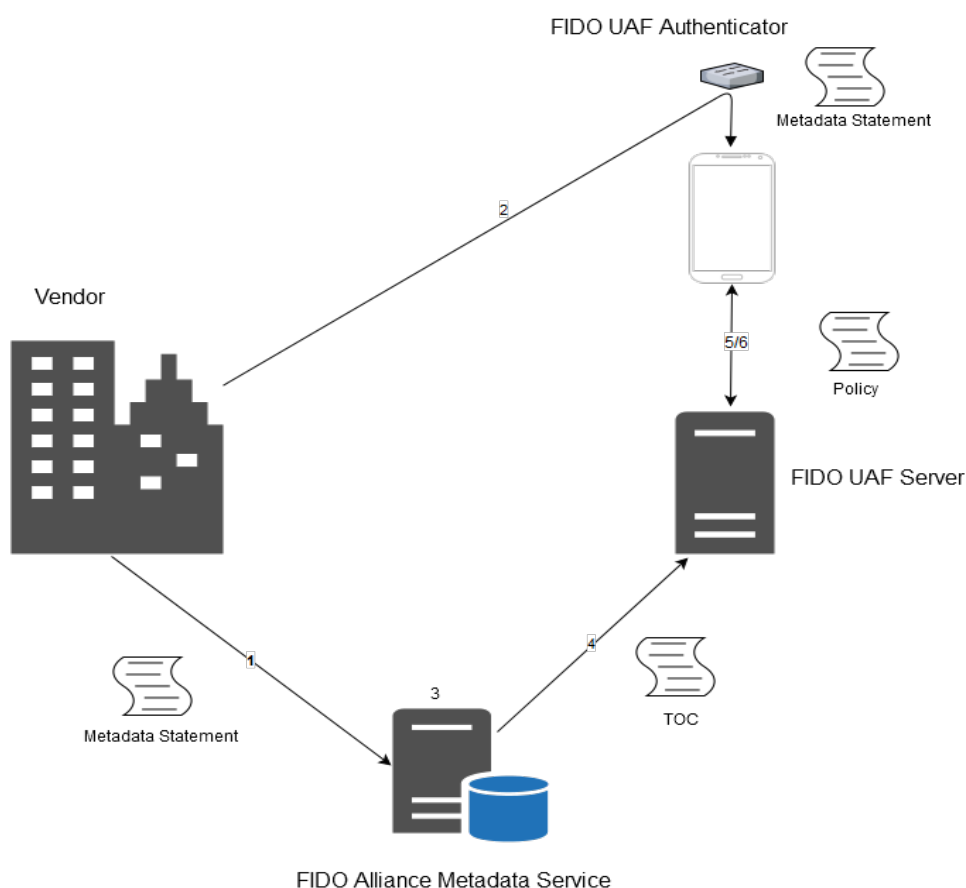 FIDO UAF Authenticator
Metadata Statement
2
Vendor
5/6
Policy
FIDO UAF Server
1
4
3
Metadata Statement
TOC
FIDO Alliance Metadata Service